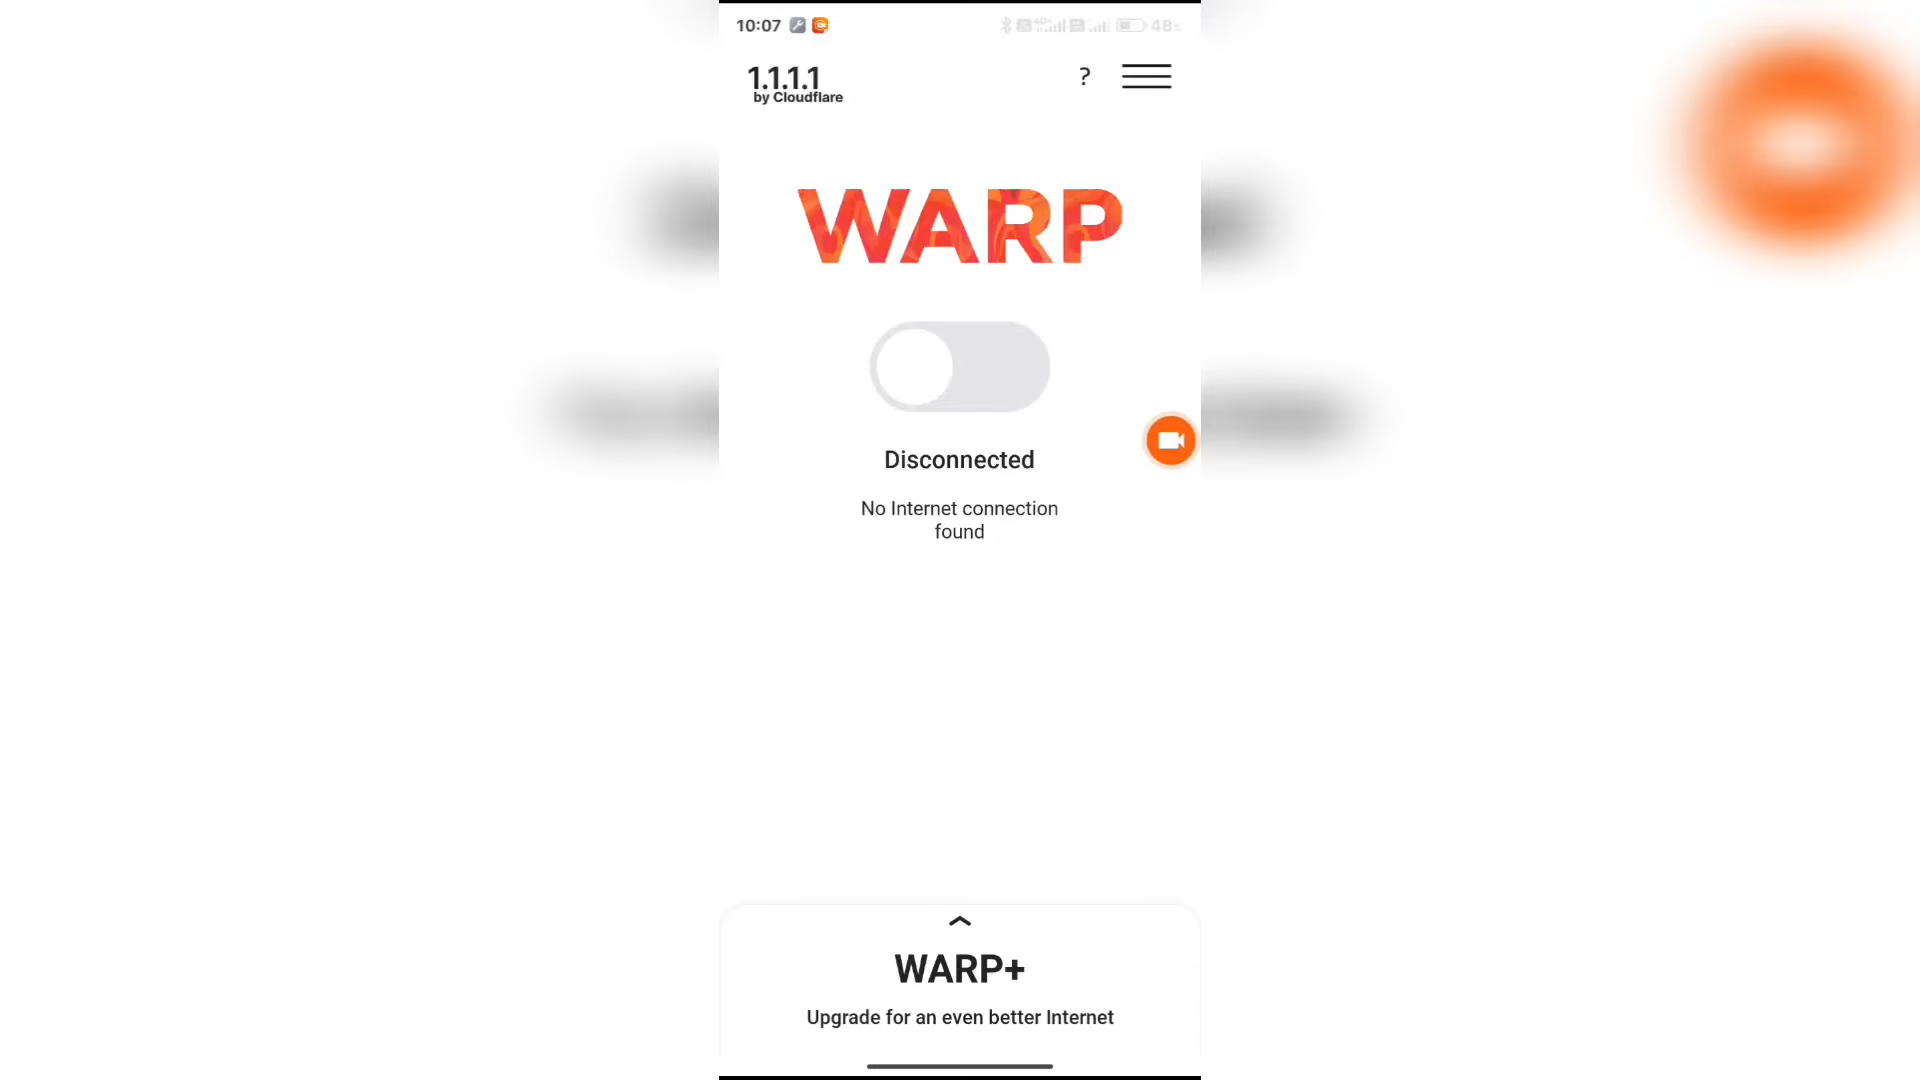 10:07
48
1.1.1.1
by Cloudflare
?
WARP
Disconnected
No Internet connection
found
WARP+
Upgrade for an even better Internet